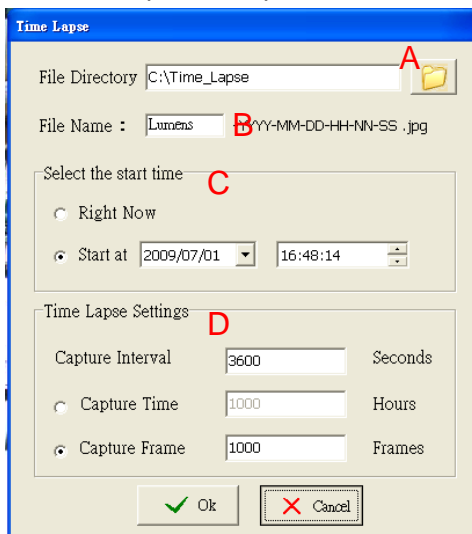 Time Lapse
A
File Directory C:\Time_Lapse
File Name : Lumens B YYY-MM-DD-HH-NN-SS .jpg
Select the start time C
Right Now
Start at 2009/07/01 16:48:14
Time Lapse Settings D
Capture Interval 3600 Seconds
Capture Time 1000 Hours
Capture Frame 1000 Frames
Ok Cancel